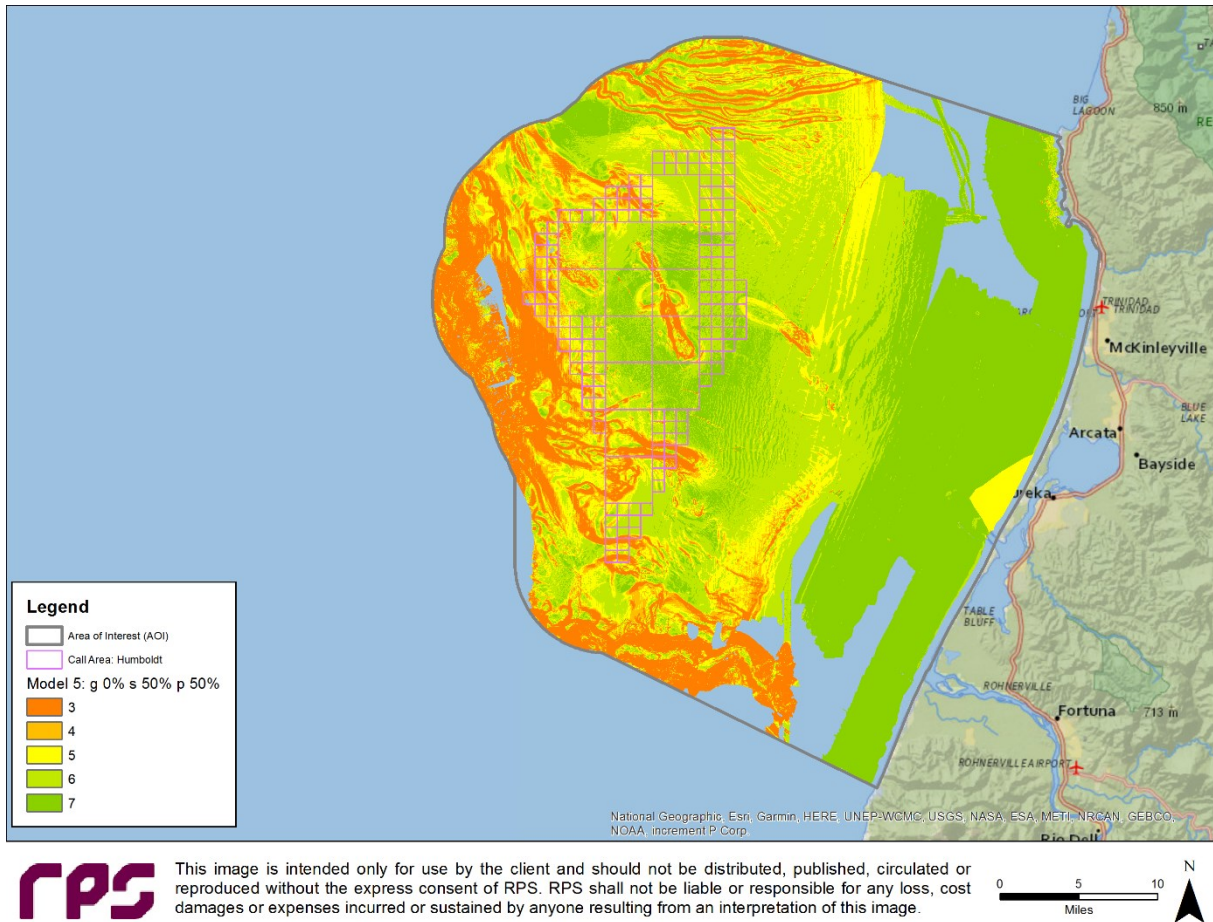 BIG
LAGOON
850 m
RE
TRINIDAD
TRINIDAD
McKinleyville
BLUE
LAKE
Arcata
Bayside
ureka
TABLE
BLUFF
ROHNERVILLE
Fortuna
713 m
ROHNERVILLE AIRPORT
Rio Dell
Legend
Area of Interest (AOI)
Call Area: Humboldt
Model 5: g 0% s 50% p 50%
3
4
5
6
7
National Geographic, Esri, Garmin, HERE, UNEP-WCMC, USGS, NASA, ESA, METI, NRCAN, GEBCO,
NOAA, increment P Corp.
rps
This image is intended only for use by the client and should not be distributed, published, circulated or
reproduced without the express consent of RPS. RPS shall not be liable or responsible for any loss, cost
damages or expenses incurred or sustained by anyone resulting from an interpretation of this image.
0 5 10
Miles
N